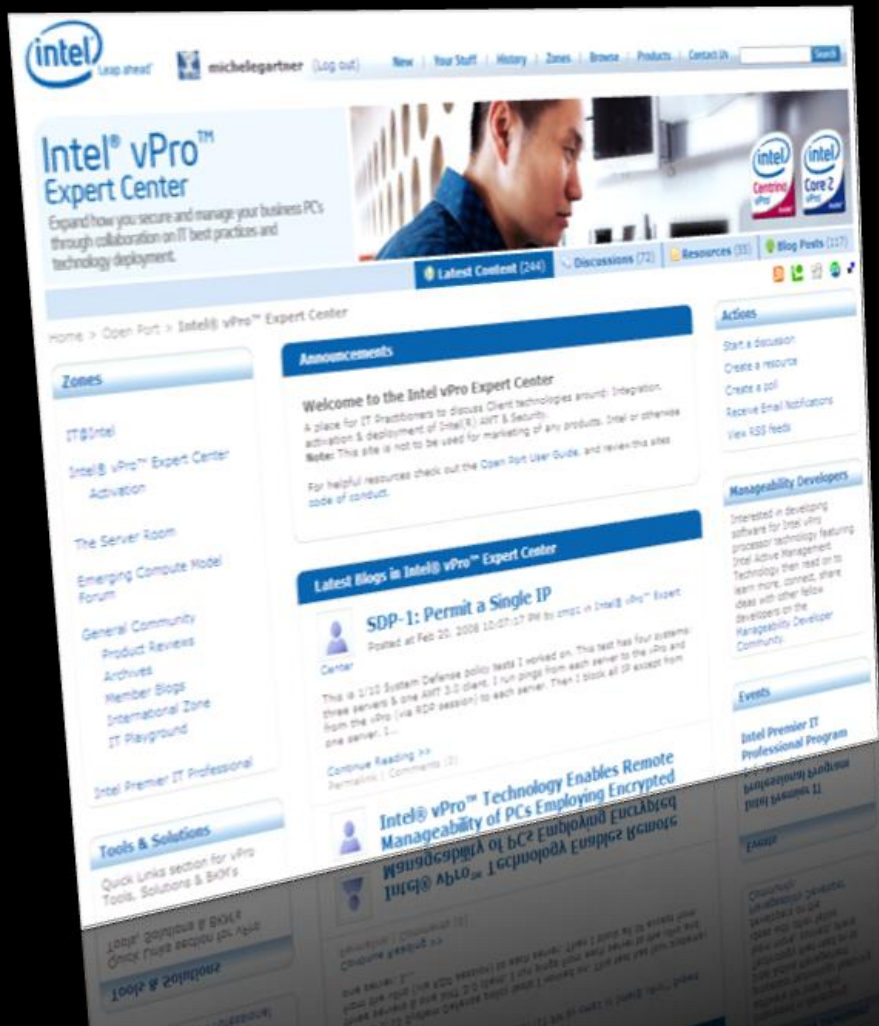 intel
Leap ahead™
michelegartner (Log out)
New | Your Stuff | History | Zones | Browse | Products | Contact Us
Search
Intel® vPro™
Expert Center
Expand how you secure and manage your business PC's
through collaboration on IT best practices and
technology deployment.
intel
Centrino
vPro
inside™
intel
Core 2
vPro
inside™
Latest Content (244)
Discussions (72)
Resources (55)
Blog Posts (117)
Home > Open Port > Intel® vPro™ Expert Center
Zones
IT@Intel
Intel® vPro™ Expert Center
Activation
The Server Room
Emerging Compute Model
Forum
General Community
Product Reviews
Archives
Member Blogs
International Zone
IT Playground
Intel Premier IT Professional
Tools & Solutions
Quick Links section for vPro
Tools, Solutions & BKM's
Announcements
Welcome to the Intel vPro Expert Center
A place for IT Practitioners to discuss Client technologies around: Integration,
activation & deployment of Intel(R) AMT & Security.
Note: This site is not to be used for marketing of any products. Intel or otherwise
For helpful resources check out the Open Port User Guide, and review this sites
code of conduct.
Latest Blogs in Intel® vPro™ Expert Center
SDP-1: Permit a Single IP
Posted at Feb 20, 2008 10:07:17 PM by cmpz in Intel® vPro™ Expert
Center
This is 1/10 System Defense policy tests I worked on. This test has four systems:
three servers & one AMT 3.0 client. I run pings from each server to the vPro and
from the vPro (via RDP session) to each server. Then I block all IP except from
one server. I...
Continue Reading >>
Permalink | Comments (2)
Intel® vPro™ Technology Enables Remote
Manageability of PCs Employing Encrypted
Actions
Start a discussion
Create a resource
Create a poll
Receive Email Notifications
View RSS feeds
Manageability Developers
Interested in developing
software for Intel vPro
processor technology featuring
Intel Active Management
Technology then read on to
learn more, connect, share
ideas with other fellow
developers on the
Manageability Developer
Community.
Events
Intel Premier IT
Professional Program